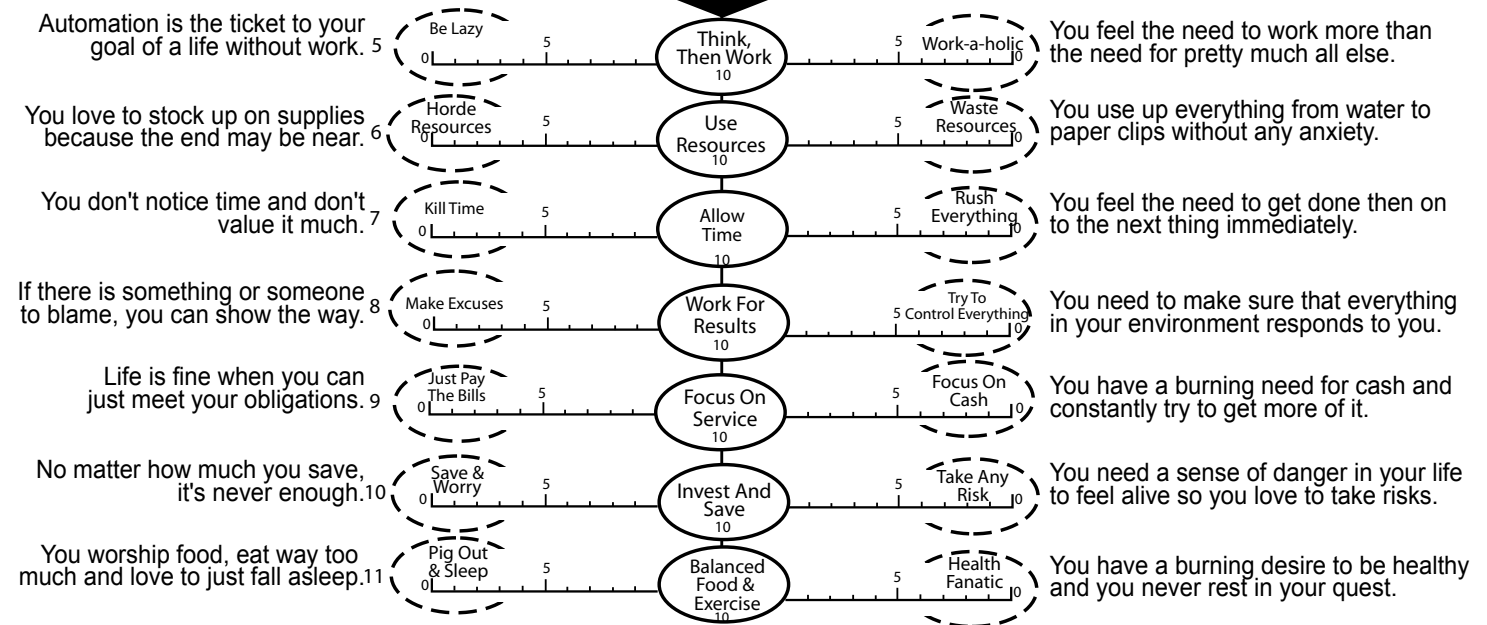 Automation is the ticket to your
goal of a life without work. 5
Be Lazy
0
5
Think,
Then Work
10
5
Work-a-holic
0
You feel the need to work more than
the need for pretty much all else.
You love to stock up on supplies
because the end may be near. 6
Horde
Resources
0
5
Use
Resources
10
5
Waste
Resources
0
You use up everything from water to
paper clips without any anxiety.
You don't notice time and don't
value it much. 7
Kill Time
0
5
Allow
Time
10
5
Rush
Everything
0
You feel the need to get done then on
to the next thing immediately.
If there is something or someone
to blame, you can show the way. 8
Make Excuses
0
5
Work For
Results
10
5
Try To
Control Everything
0
You need to make sure that everything
in your environment responds to you.
Life is fine when you can
just meet your obligations. 9
Just Pay
The Bills
0
5
Focus On
Service
10
5
Focus On
Cash
0
You have a burning need for cash and
constantly try to get more of it.
No matter how much you save,
it's never enough. 10
Save &
Worry
0
5
Invest And
Save
10
5
Take Any
Risk
0
You need a sense of danger in your life
to feel alive so you love to take risks.
You worship food, eat way too
much and love to just fall asleep. 11
Pig Out
& Sleep
0
5
Balanced
Food &
Exercise
10
5
Health
Fanatic
0
You have a burning desire to be healthy
and you never rest in your quest.